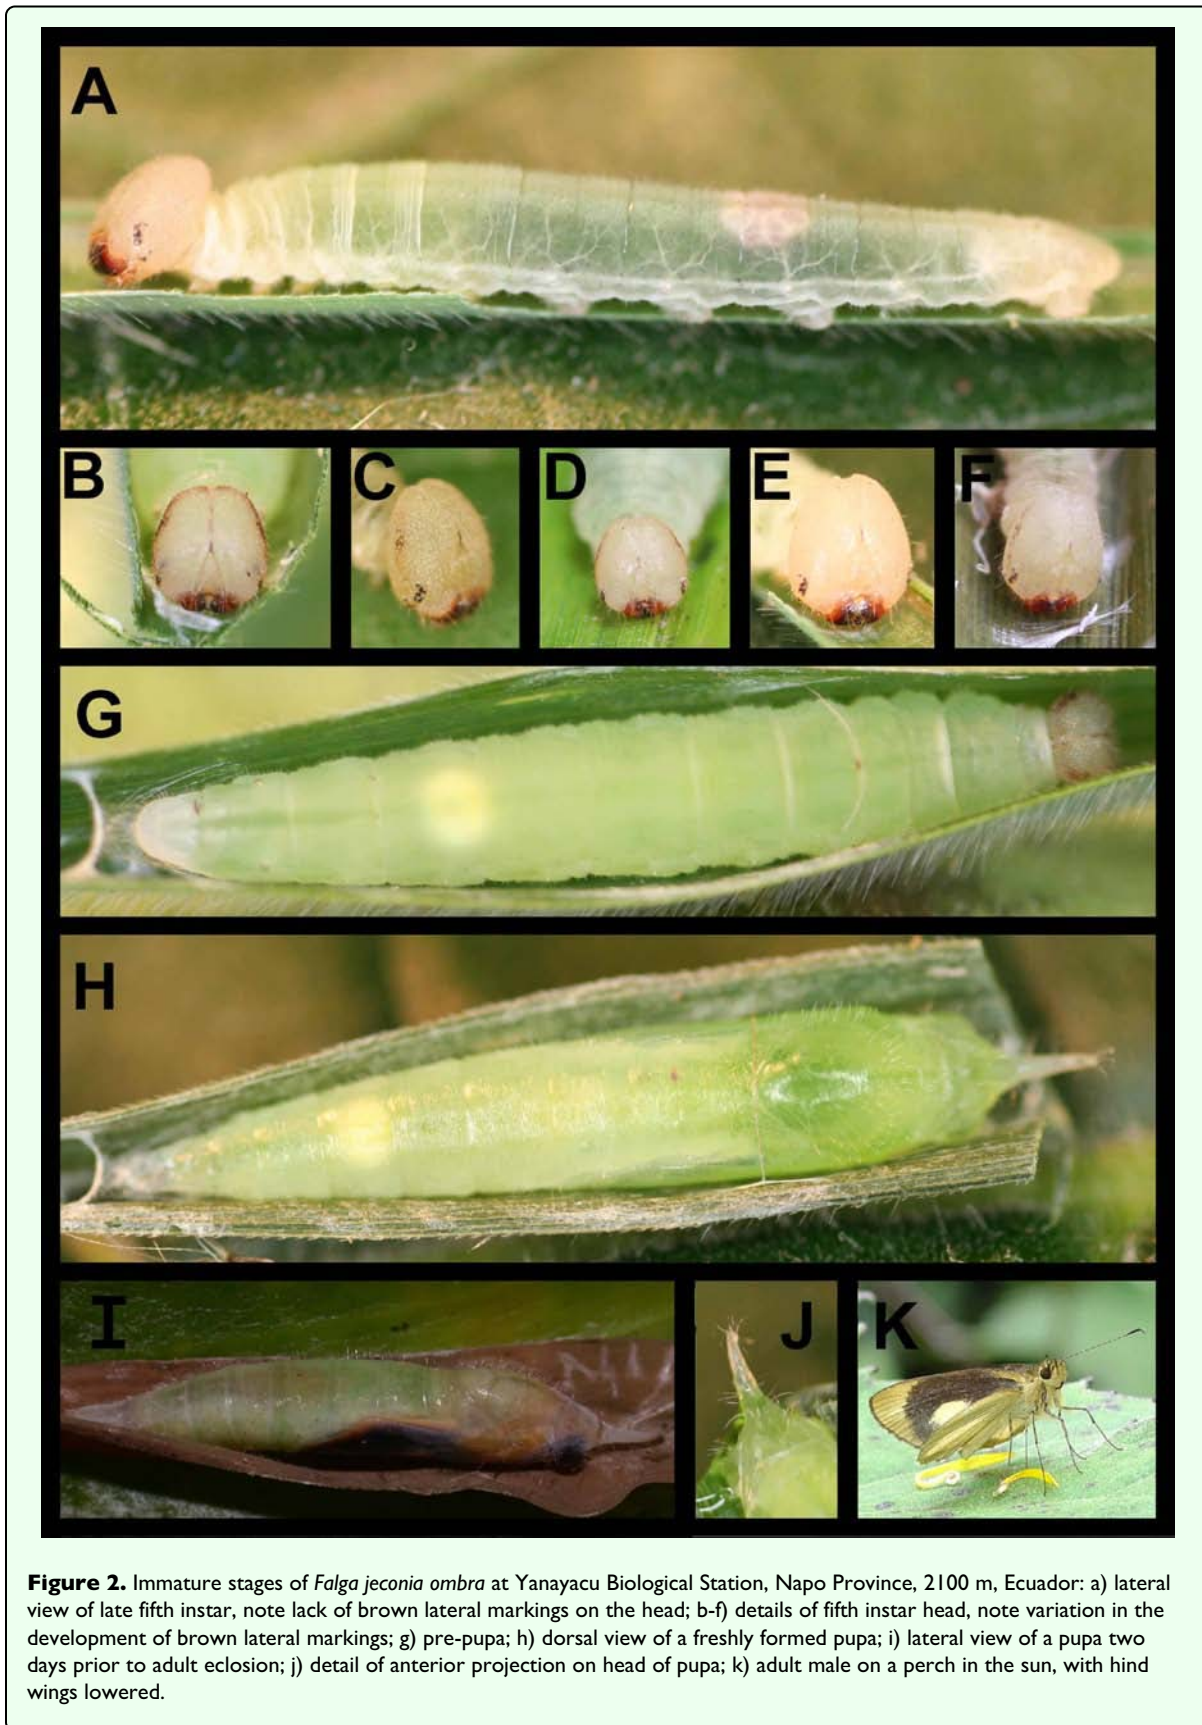 A
B
C
D
E
F
G
H
I
J
K
Figure 2. Immature stages of Falga jeconia ombra at Yanayacu Biological Station, Napo Province, 2100 m, Ecuador: a) lateral
view of late fifth instar, note lack of brown lateral markings on the head; b-f) details of fifth instar head, note variation in the
development of brown lateral markings; g) pre-pupa; h) dorsal view of a freshly formed pupa; i) lateral view of a pupa two
days prior to adult eclosion; j) detail of anterior projection on head of pupa; k) adult male on a perch in the sun, with hind
wings lowered.